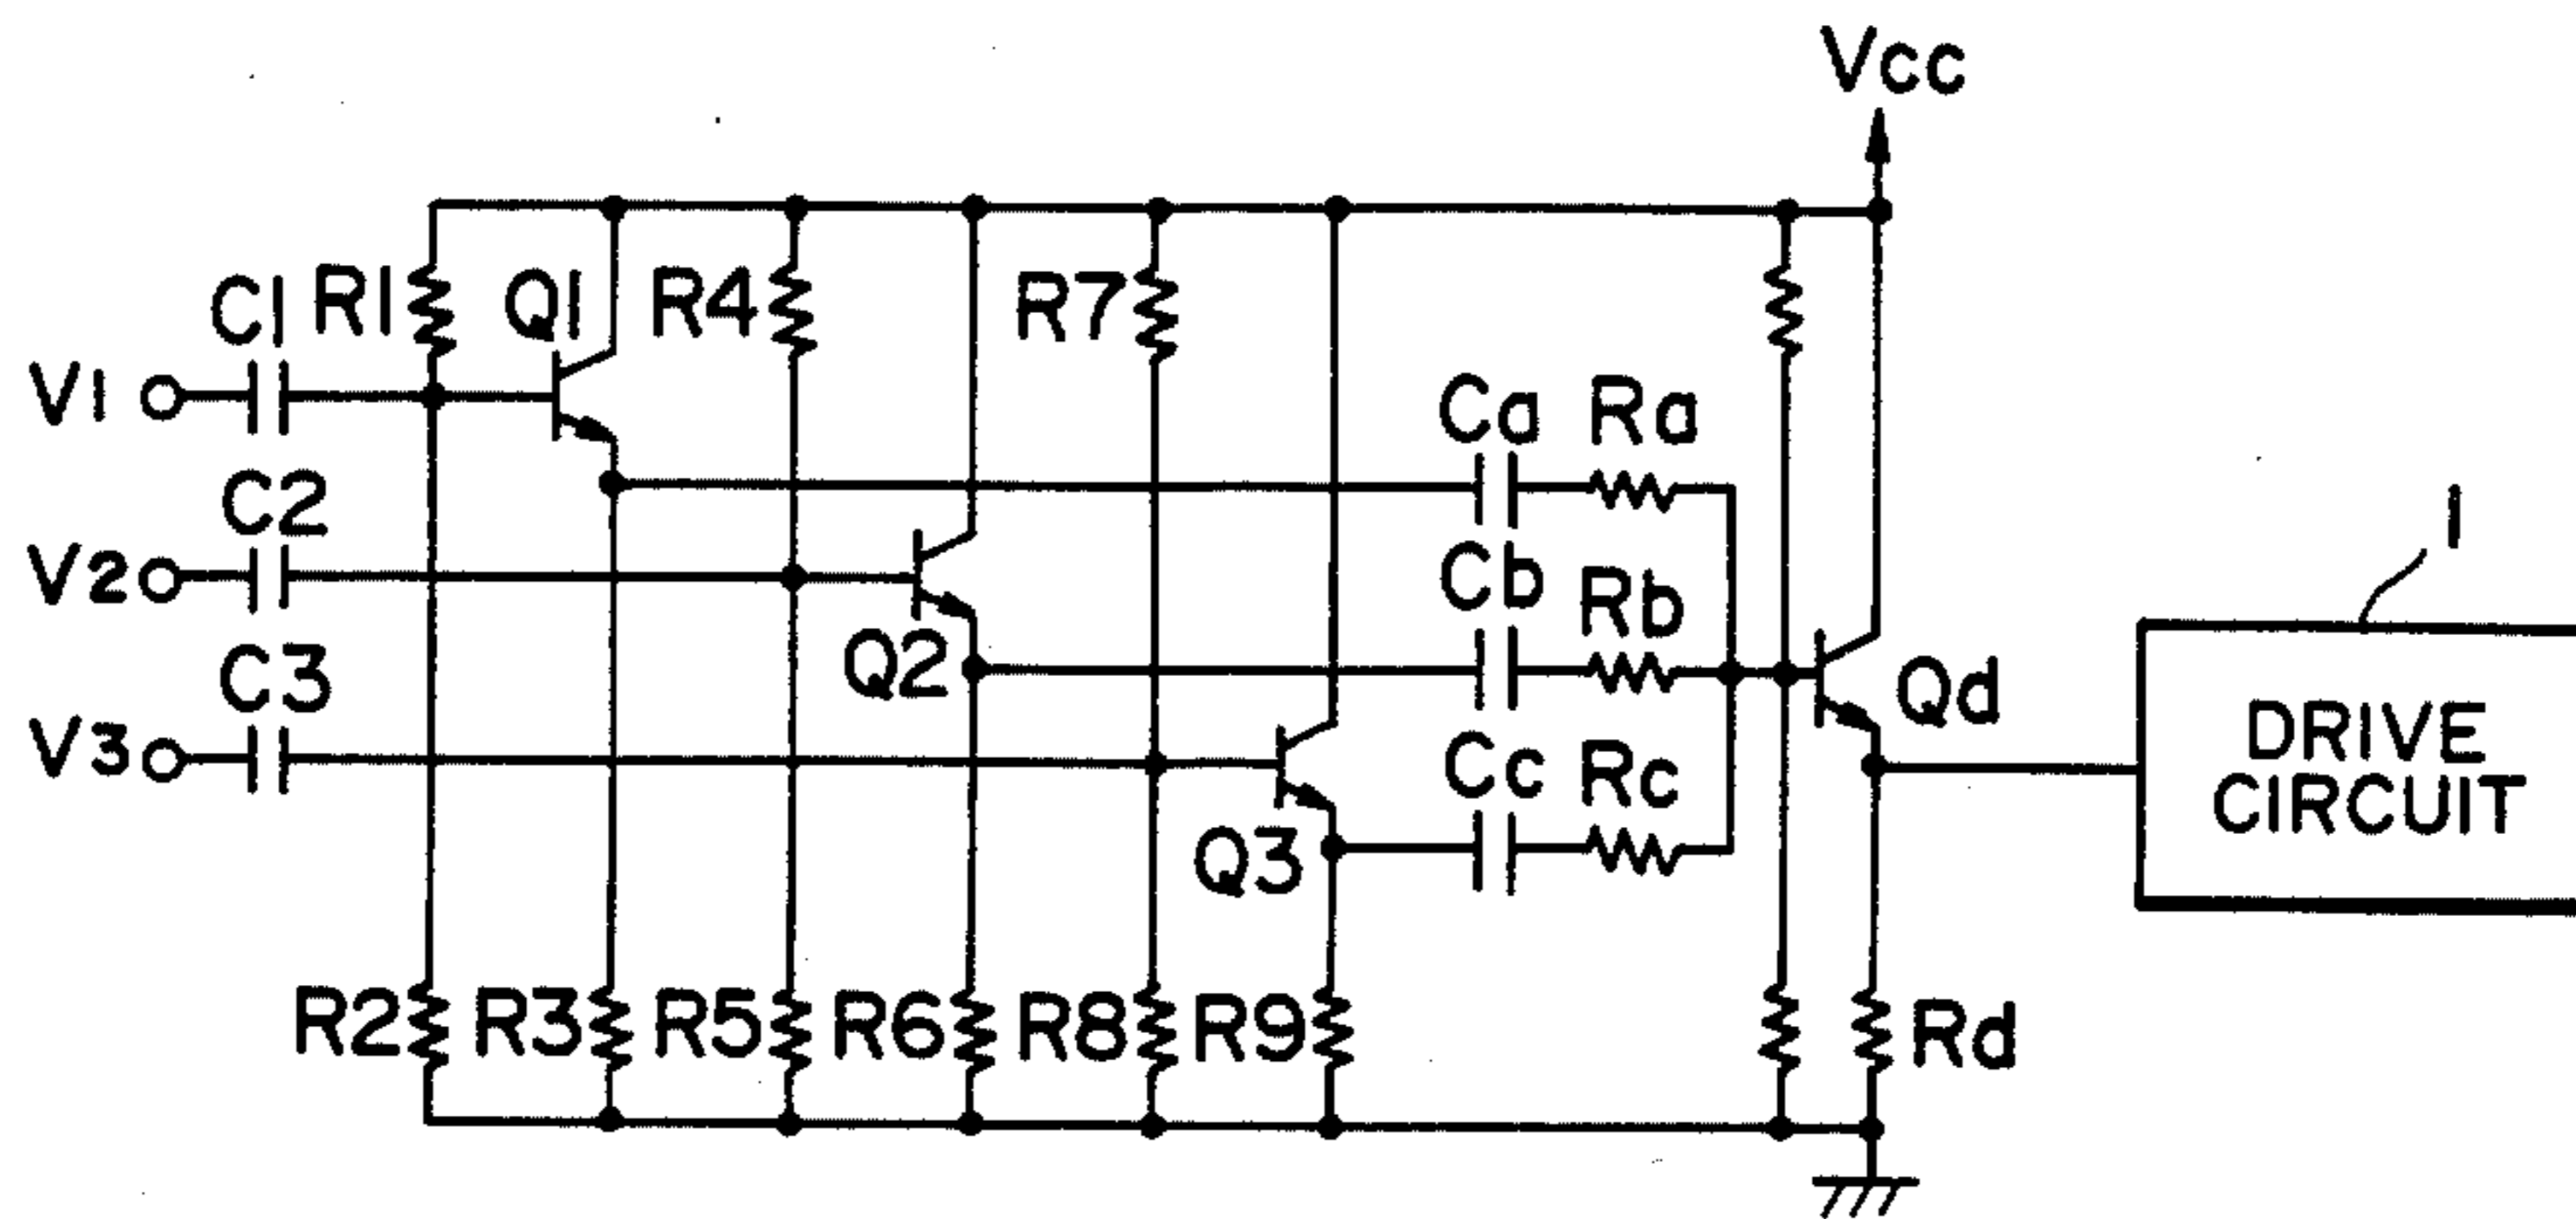 Vcc
C1 R1 Q1 R4 R7
V1
Ca Ra
C2
V2
Cb Rb
Q2 Qd
C3
V3
Cc Rc
Q3
1
DRIVE
CIRCUIT
R2 R3 R5 R6 R8 R9 Rd